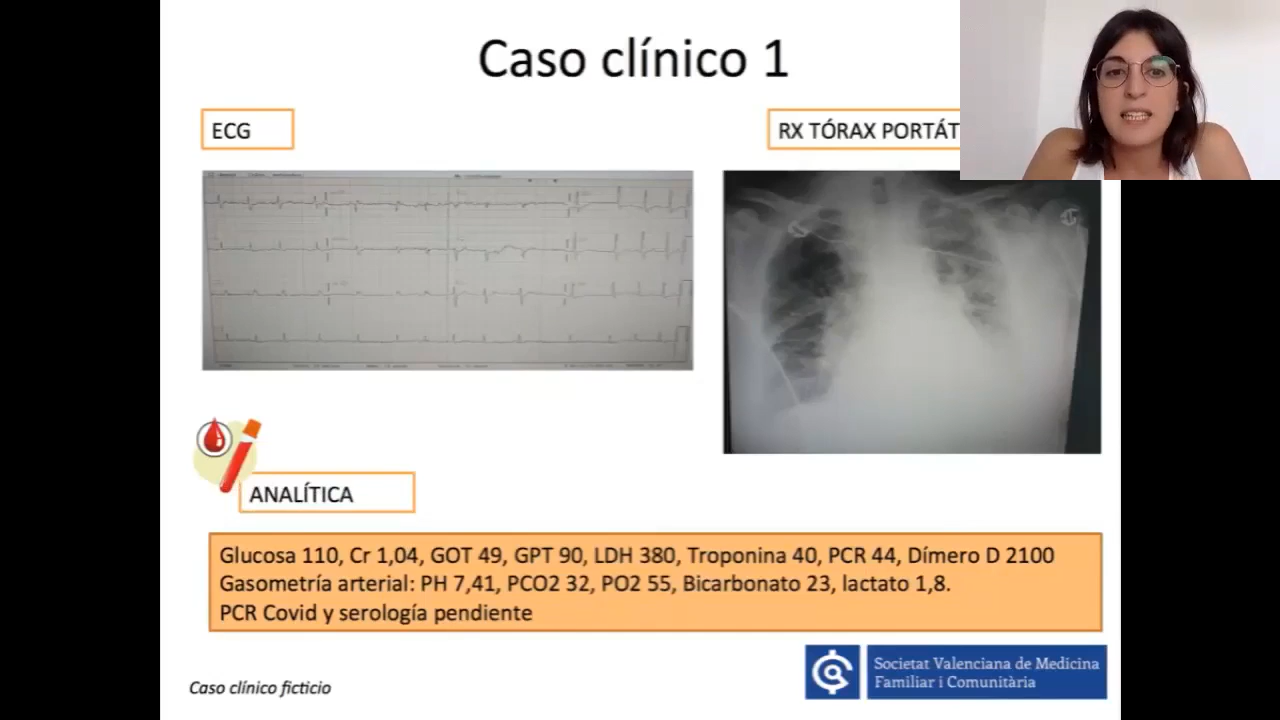 Caso clínico 1
ECG
RX TÓRAX PORTÁT
ANALÍTICA
Glucosa 110, Cr 1,04, GOT 49, GPT 90, LDH 380, Troponina 40, PCR 44, Dímero D 2100
Gasometría arterial: PH 7,41, PCO2 32, PO2 55, Bicarbonato 23, lactato 1,8.
PCR Covid y serología pendiente
Societat Valenciana de Medicina
Familiar i Comunitària
Caso clínico ficticio